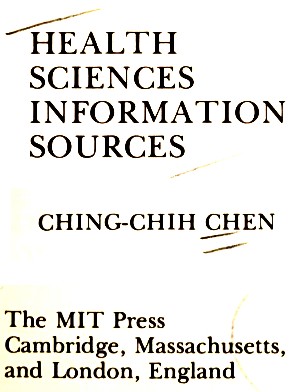 HEALTH
SCIENCES
INFORMATION
SOURCES
CHING-CHIH CHEN
The MIT Press
Cambridge, Massachusetts,
and London, England